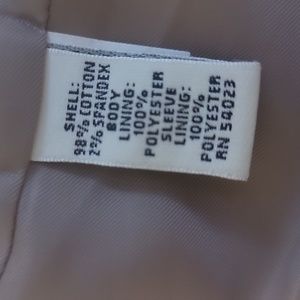 SHELL:
98% COTTON
2% SPANDEX
BODY
LINING:
100%
POLYESTER
SLEEVE
LINING:
100%
POLYESTER
RN 54023